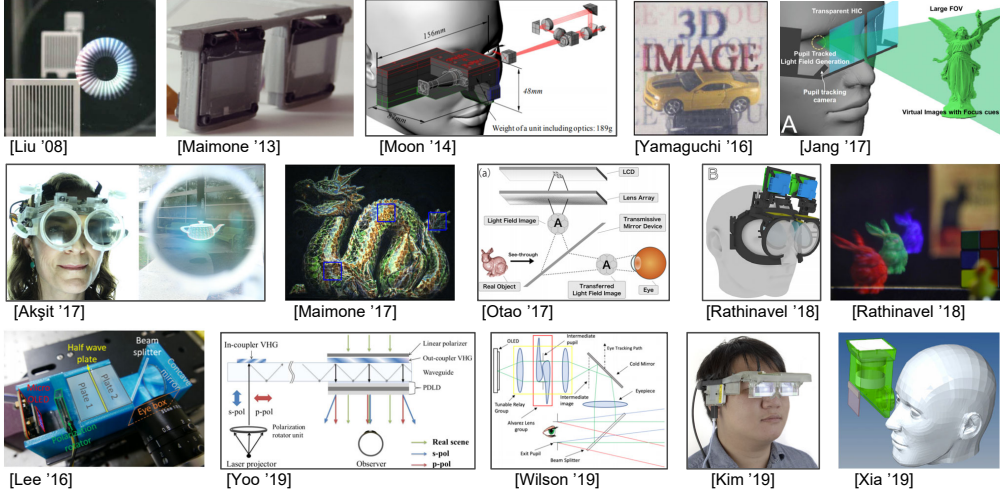 156mm
48mm
Weight of a unit including optics: 189g
3D
IMAGE
Transparent HIC
Large FOV
Pupil Tracked
Light Field Generation
Pupil tracking
camera
Virtual Images with Focus cues
A
[Liu '08]
[Maimone '13]
[Moon '14]
[Yamaguchi '16]
[Jang '17]
(a)
LCD
Lens Array
Light Field Image
A
Transmissive
Mirror Device
See-through
Real Object
A
Transferred
Light Field Image
Eye
B
[Akşit '17]
[Maimone '17]
[Otao '17]
[Rathinavel '18]
[Rathinavel '18]
Half wave
plate
Beam
splitter
Concave
mirror
Plate 2
Plate 1
Eye box
Polarization
rotator
In-coupler VHG
Linear polarizer
Out-coupler VHG
Waveguide
PDLD
s-pol
p-pol
Polarization
rotator unit
Laser projector
Observer
Real scene
s-pol
p-pol
OLED
Intermediate
pupil
Eye Tracking Path
Cold Mirror
Tunable Relay
Group
Intermediate
image
Eyepiece
Alvarez Lens
group
Exit Pupil
Beam Splitter
[Lee '16]
[Yoo '19]
[Wilson '19]
[Kim '19]
[Xia '19]